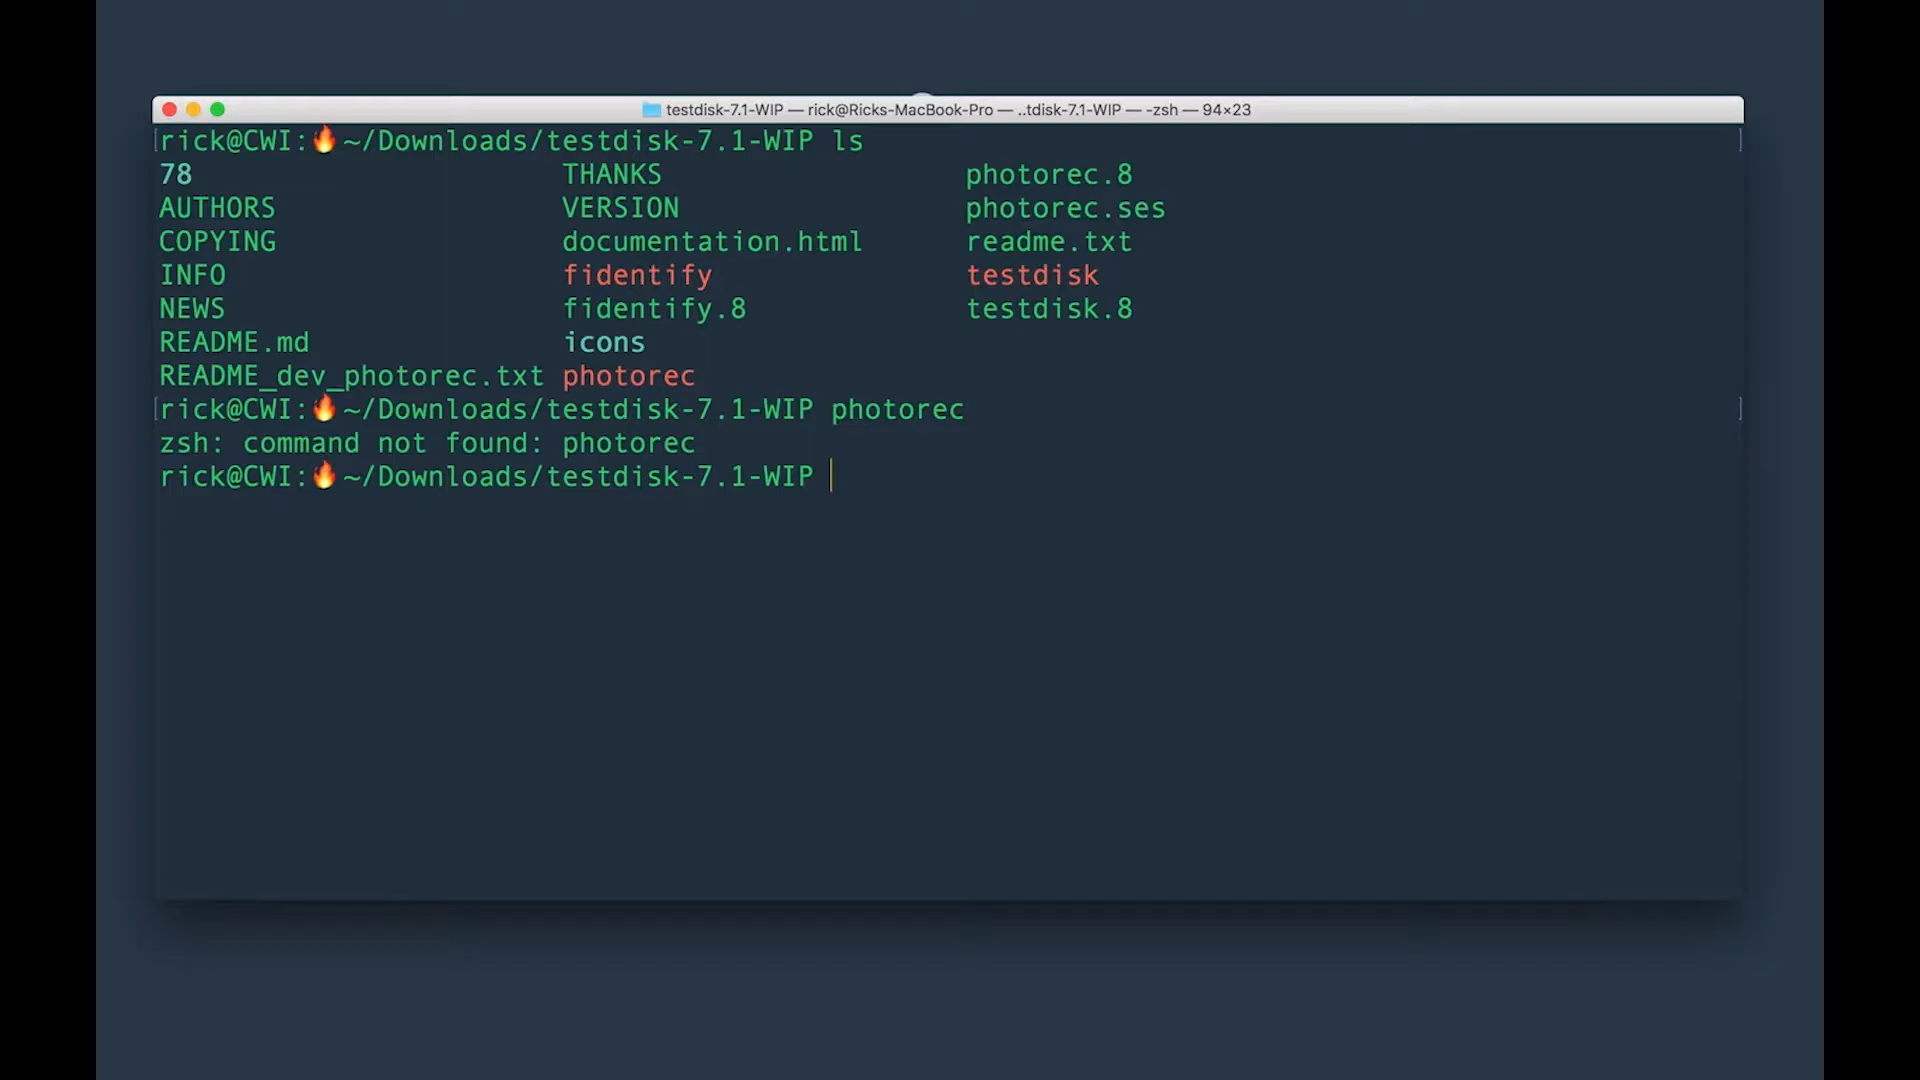 testdisk-7.1-WIP — rick@Ricks-MacBook-Pro — ..tdisk-7.1-WIP — -zsh — 94×23
rick@CWI:🔥~/Downloads/testdisk-7.1-WIP ls
78 THANKS photorec.8
AUTHORS VERSION photorec.ses
COPYING documentation.html readme.txt
INFO fidentify testdisk
NEWS fidentify.8 testdisk.8
README.md icons
README_dev_photorec.txt photorec
rick@CWI:🔥~/Downloads/testdisk-7.1-WIP photorec
zsh: command not found: photorec
rick@CWI:🔥~/Downloads/testdisk-7.1-WIP